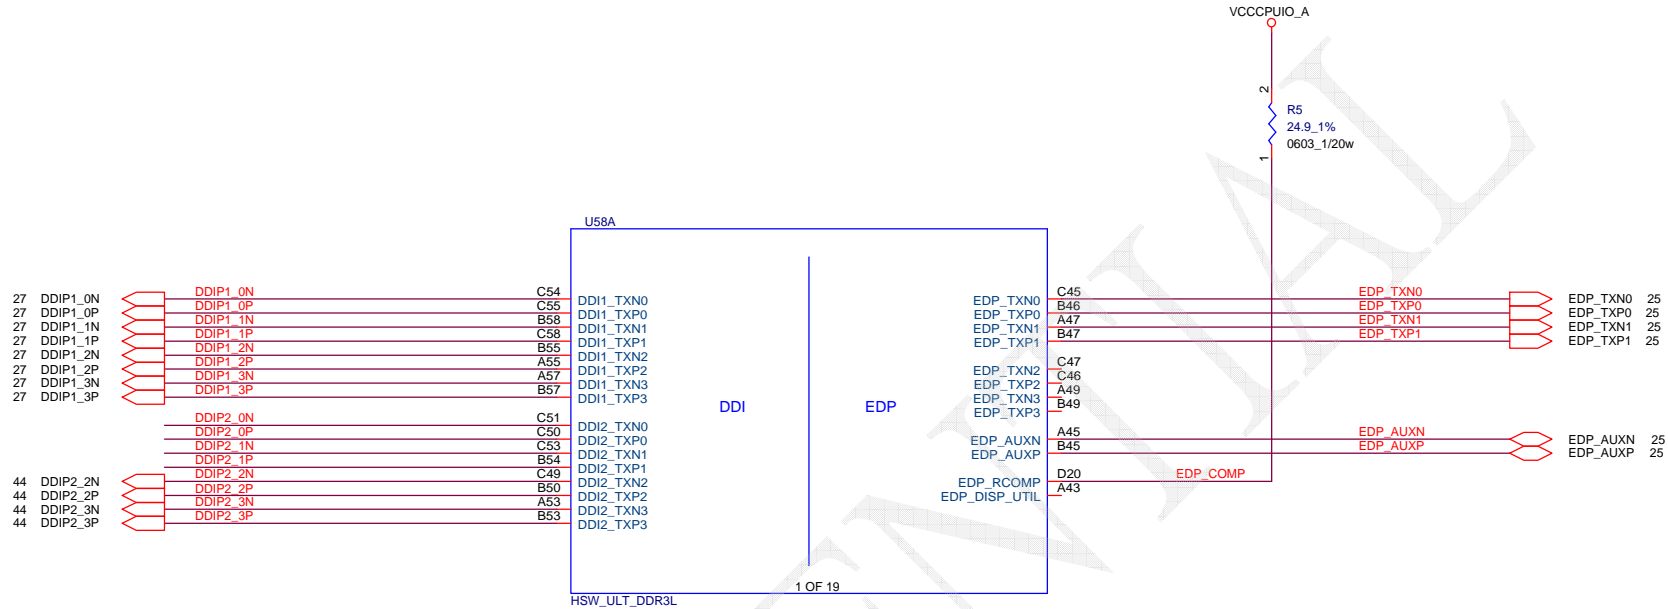 VCCCPUIO_A
2
R5
24.9_1%
0603_1/20w
1
U58A
27 DDIP1_0N DDIP1_0N C54 DDI1_TXN0 EDP_TXN0 C45 EDP_TXN0 EDP_TXN0 25
27 DDIP1_0P DDIP1_0P C55 DDI1_TXP0 EDP_TXP0 B46 EDP_TXP0 EDP_TXP0 25
27 DDIP1_1N DDIP1_1N B58 DDI1_TXN1 EDP_TXN1 A47 EDP_TXN1 EDP_TXN1 25
27 DDIP1_1P DDIP1_1P C58 DDI1_TXP1 EDP_TXP1 B47 EDP_TXP1 EDP_TXP1 25
27 DDIP1_2N DDIP1_2N B55 DDI1_TXN2
27 DDIP1_2P DDIP1_2P A55 DDI1_TXP2 EDP_TXN2 C47
27 DDIP1_3N DDIP1_3N A57 DDI1_TXN3 EDP_TXP2 C46
27 DDIP1_3P DDIP1_3P B57 DDI1_TXP3 EDP_TXN3 A49
EDP_TXP3 B49
DDI EDP
DDIP2_0N C51 DDI2_TXN0
DDIP2_0P C50 DDI2_TXP0 EDP_AUXN A45 EDP_AUXN EDP_AUXN 25
DDIP2_1N C53 DDI2_TXN1 EDP_AUXP B45 EDP_AUXP EDP_AUXP 25
DDIP2_1P B54 DDI2_TXP1
44 DDIP2_2N DDIP2_2N C49 DDI2_TXN2 EDP_RCOMP D20 EDP_COMP
44 DDIP2_2P DDIP2_2P B50 DDI2_TXP2 EDP_DISP_UTIL A43
44 DDIP2_3N DDIP2_3N A53 DDI2_TXN3
44 DDIP2_3P DDIP2_3P B53 DDI2_TXP3
1 OF 19
HSW_ULT_DDR3L